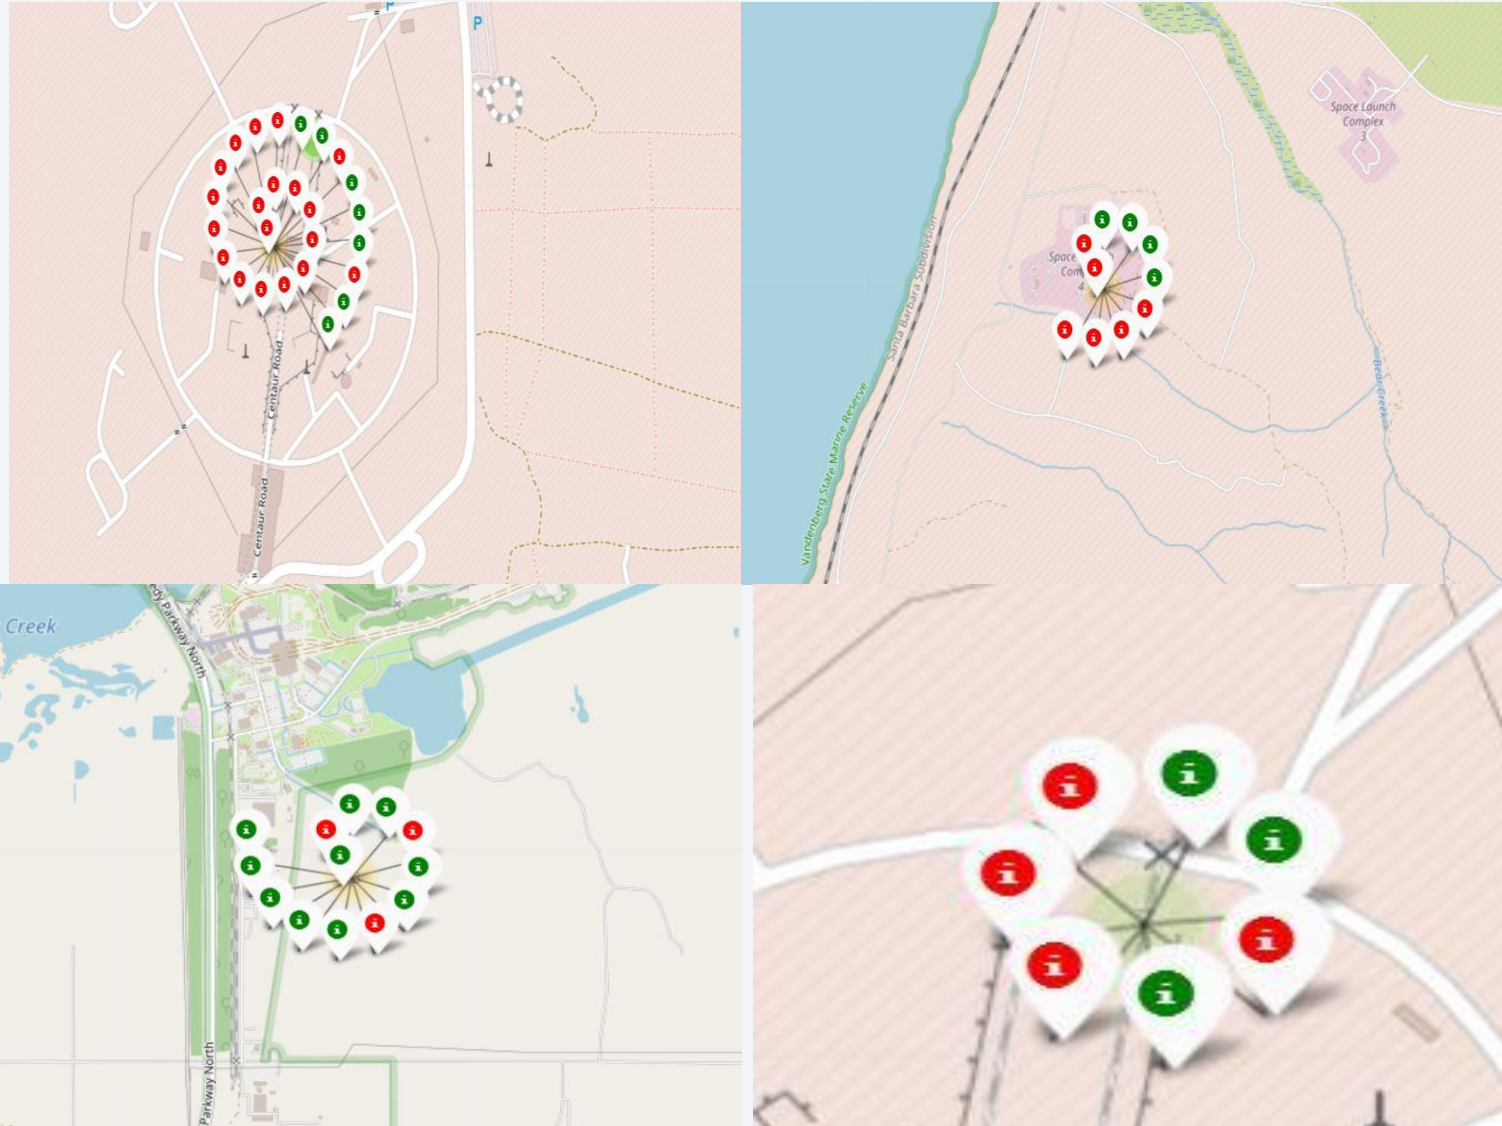 P
P
Centaur Road
Centaur Road
Space Launch
Complex
3
Space
Com
4
Santa Barbara Subdivision
Vandenberg State Marine Reserve
Bear Creek
Creek
edy Parkway North
Parkway North